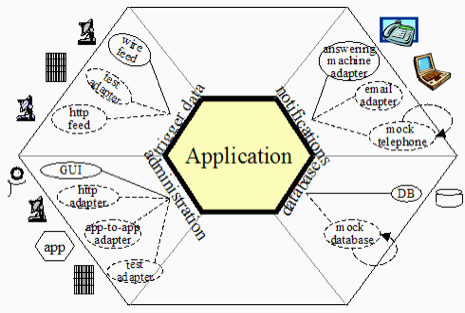 wire
feed
test
adapter
http
feed
trigger data
answering
machine
adapter
email
adapter
mock
telephone
notifications
Application
GUI
http
adapter
app-to-app
adapter
test
adapter
administration
app
DB
mock
database
databases